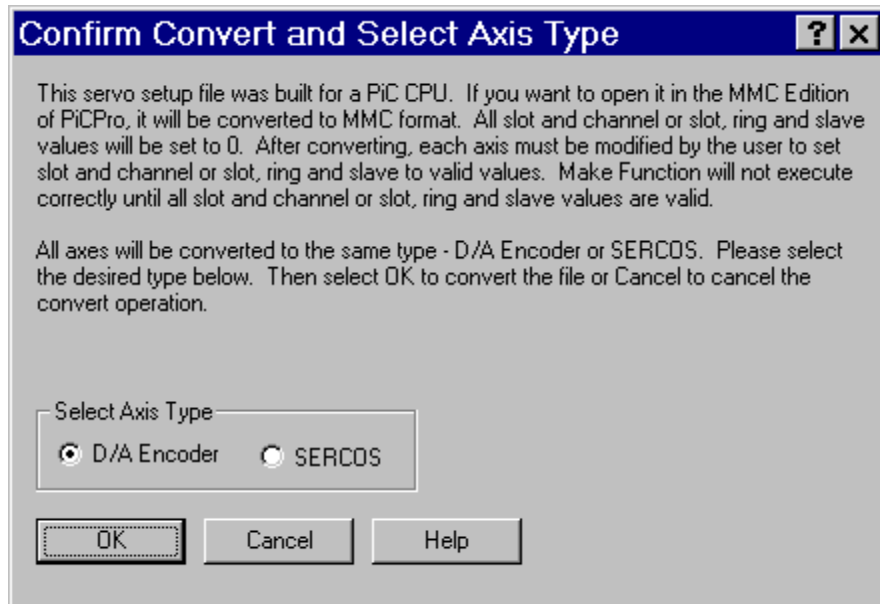 Confirm Convert and Select Axis Type
This servo setup file was built for a PiC CPU. If you want to open it in the MMC Edition
of PiCPro, it will be converted to MMC format. All slot and channel or slot, ring and slave
values will be set to 0. After converting, each axis must be modified by the user to set
slot and channel or slot, ring and slave to valid values. Make Function will not execute
correctly until all slot and channel or slot, ring and slave values are valid.
All axes will be converted to the same type - D/A Encoder or SERCOS. Please select
the desired type below. Then select OK to convert the file or Cancel to cancel the
convert operation.
Select Axis Type
D/A Encoder SERCOS
OK Cancel Help